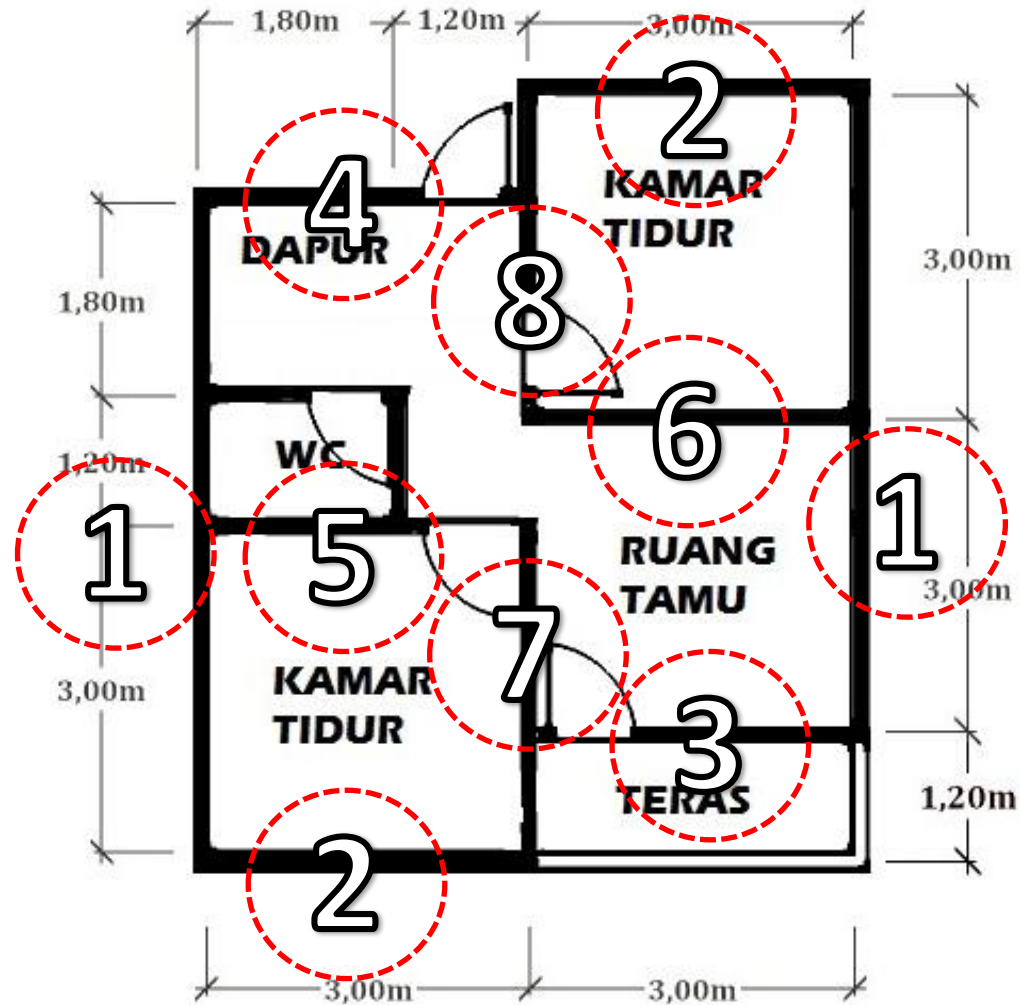 1,80m
1,20m
3,00m
2
KAMAR
TIDUR
4
DAPUR
8
3,00m
1,80m
6
WC
1,20m
1
5
1
RUANG
TAMU
3,00m
7
KAMAR
TIDUR
3,00m
3
TERAS
1,20m
2
3,00m
3,00m